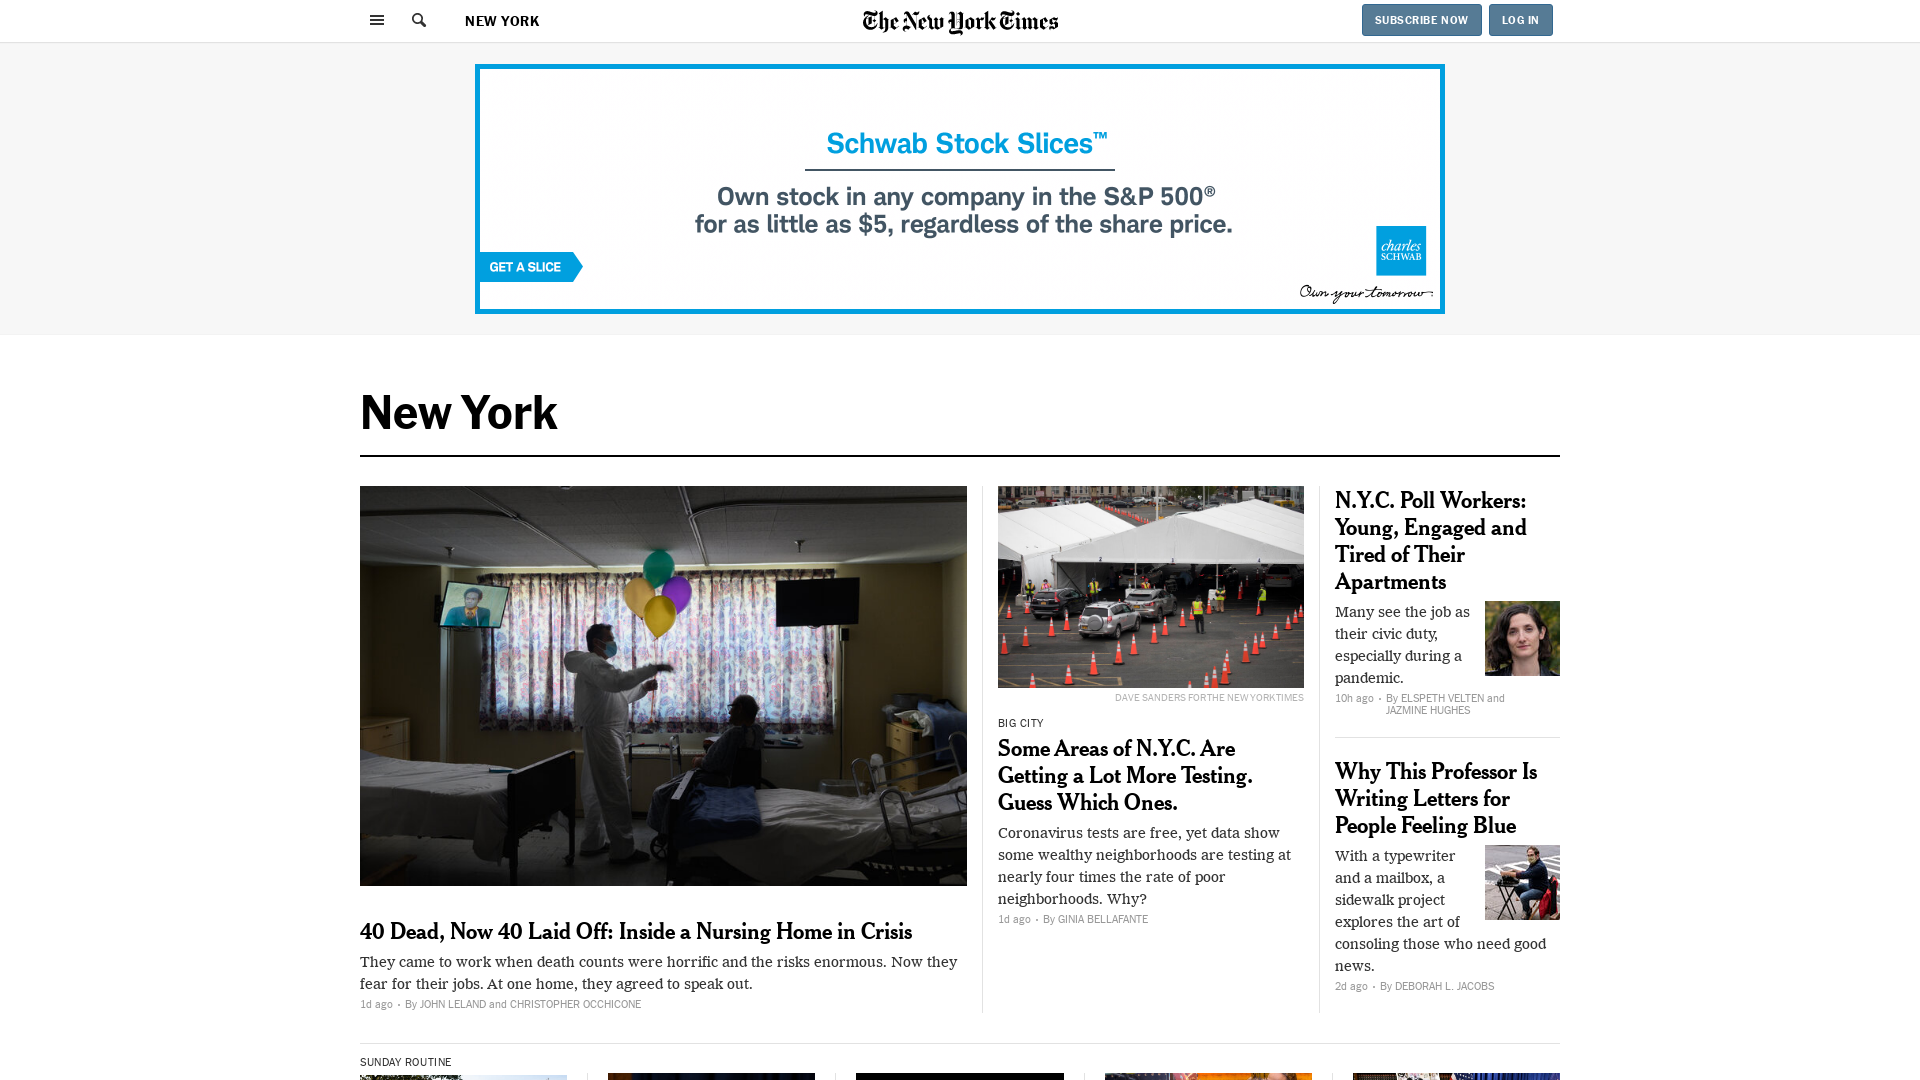 NEW YORK
The New York Times
SUBSCRIBE NOW
LOG IN
Schwab Stock Slices™
Own stock in any company in the S&P 500®
for as little as $5, regardless of the share price.
GET A SLICE
charles
SCHWAB
Own your tomorrow
New York
40 Dead, Now 40 Laid Off: Inside a Nursing Home in Crisis
They came to work when death counts were horrific and the risks enormous. Now they
fear for their jobs. At one home, they agreed to speak out.
1d ago • By JOHN LELAND and CHRISTOPHER OCCHICONE
DAVE SANDERS FOR THE NEW YORK TIMES
BIG CITY
Some Areas of N.Y.C. Are
Getting a Lot More Testing.
Guess Which Ones.
Coronavirus tests are free, yet data show
some wealthy neighborhoods are testing at
nearly four times the rate of poor
neighborhoods. Why?
1d ago • By GINIA BELLAFANTE
N.Y.C. Poll Workers:
Young, Engaged and
Tired of Their
Apartments
Many see the job as
their civic duty,
especially during a
pandemic.
10h ago • By ELSPETH VELTEN and
JAZMINE HUGHES
Why This Professor Is
Writing Letters for
People Feeling Blue
With a typewriter
and a mailbox, a
sidewalk project
explores the art of
consoling those who need good
news.
2d ago • By DEBORAH L. JACOBS
SUNDAY ROUTINE